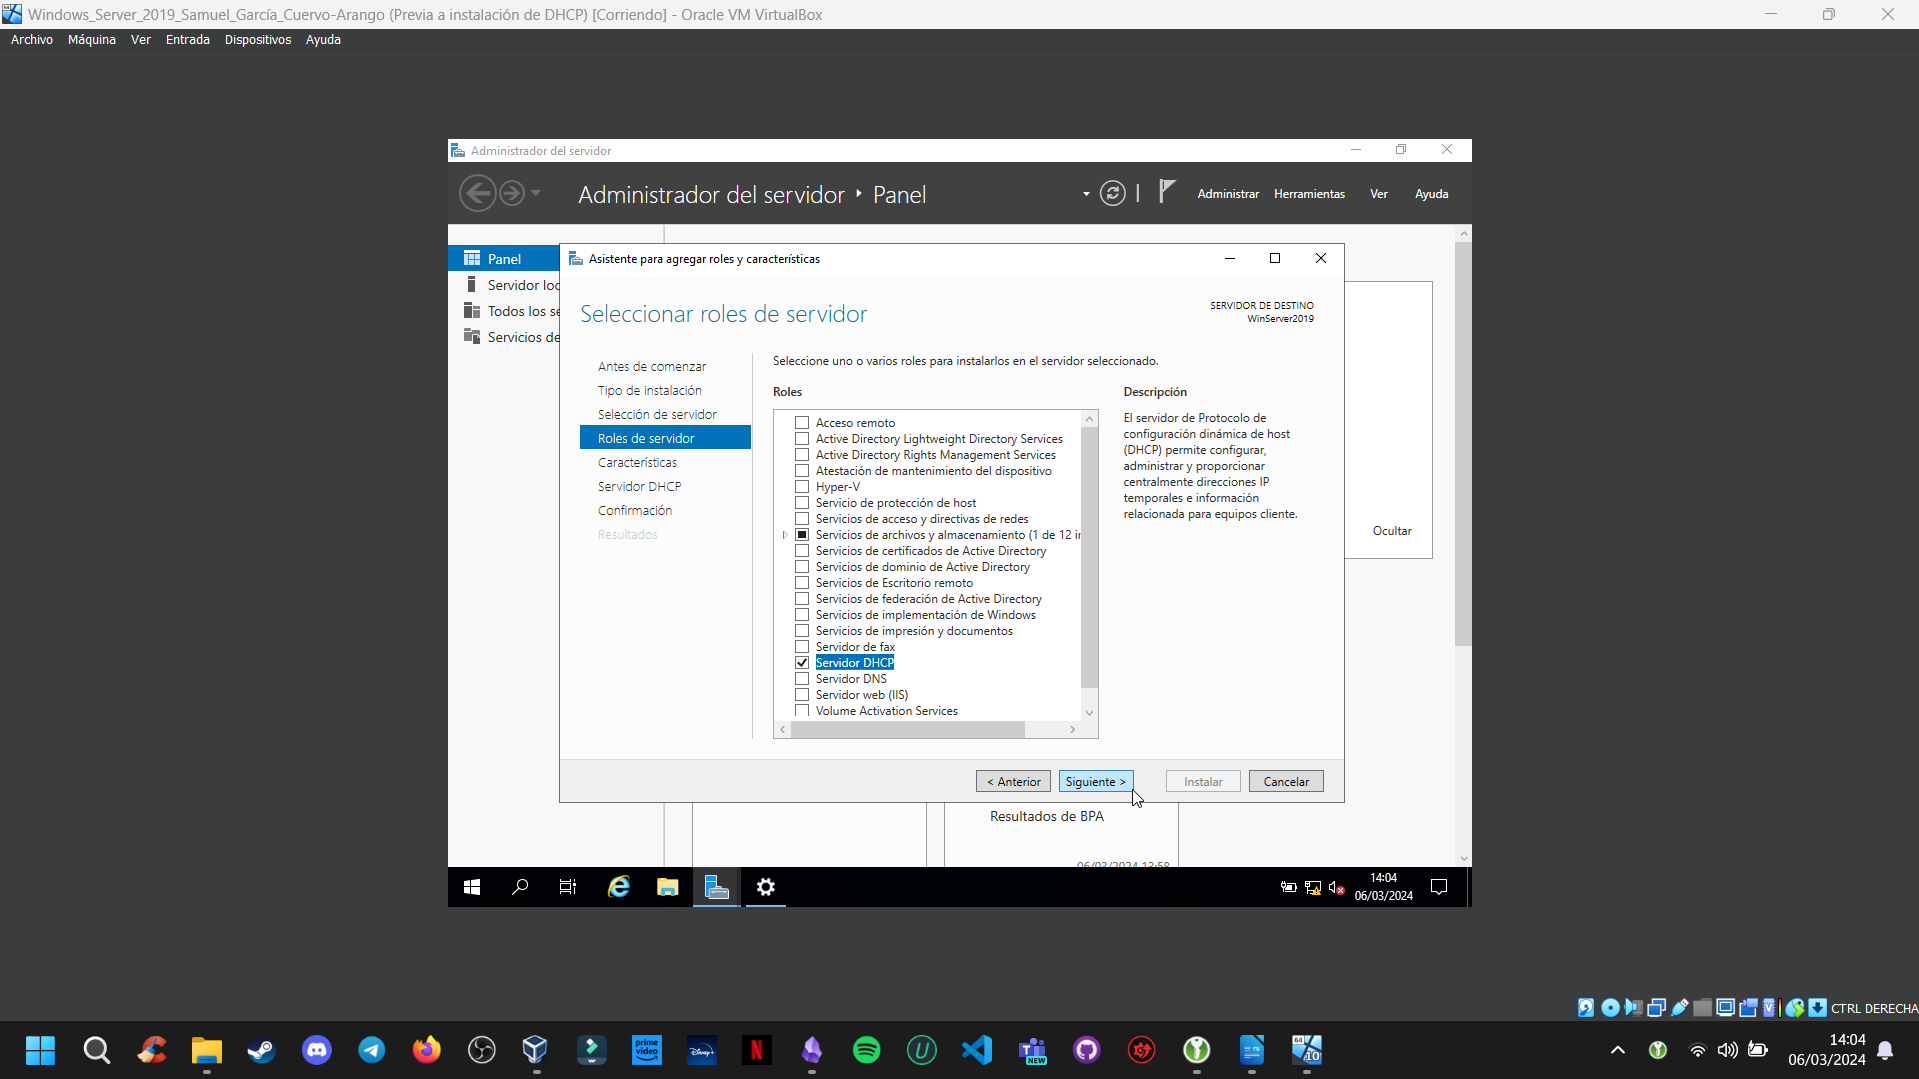 Windows_Server_2019_Samuel_García_Cuervo-Arango (Previa a instalación de DHCP) [Corriendo] - Oracle VM VirtualBox
Archivo Máquina Ver Entrada Dispositivos Ayuda
Administrador del servidor
Administrador del servidor ‣ Panel
Administrar Herramientas Ver Ayuda
Panel
Servidor loc
Todos los se
Servicios de
Asistente para agregar roles y características
Seleccionar roles de servidor
SERVIDOR DE DESTINO
WinServer2019
Antes de comenzar
Tipo de instalación
Selección de servidor
Roles de servidor
Características
Servidor DHCP
Confirmación
Resultados
Seleccione uno o varios roles para instalarlos en el servidor seleccionado.
Roles
Acceso remoto
Active Directory Lightweight Directory Services
Active Directory Rights Management Services
Atestación de mantenimiento del dispositivo
Hyper-V
Servicio de protección de host
Servicios de acceso y directivas de redes
Servicios de archivos y almacenamiento (1 de 12 in
Servicios de certificados de Active Directory
Servicios de dominio de Active Directory
Servicios de Escritorio remoto
Servicios de federación de Active Directory
Servicios de implementación de Windows
Servicios de impresión y documentos
Servidor de fax
Servidor DHCP
Servidor DNS
Servidor web (IIS)
Volume Activation Services
Descripción
El servidor de Protocolo de
configuración dinámica de host
(DHCP) permite configurar,
administrar y proporcionar
centralmente direcciones IP
temporales e información
relacionada para equipos cliente.
Ocultar
< Anterior
Siguiente >
Instalar
Cancelar
Resultados de BPA
06/03/2024 13:58
14:04
06/03/2024
CTRL DERECHA
prime video
Disney+
N
U
NEW
64
10
14:04
06/03/2024